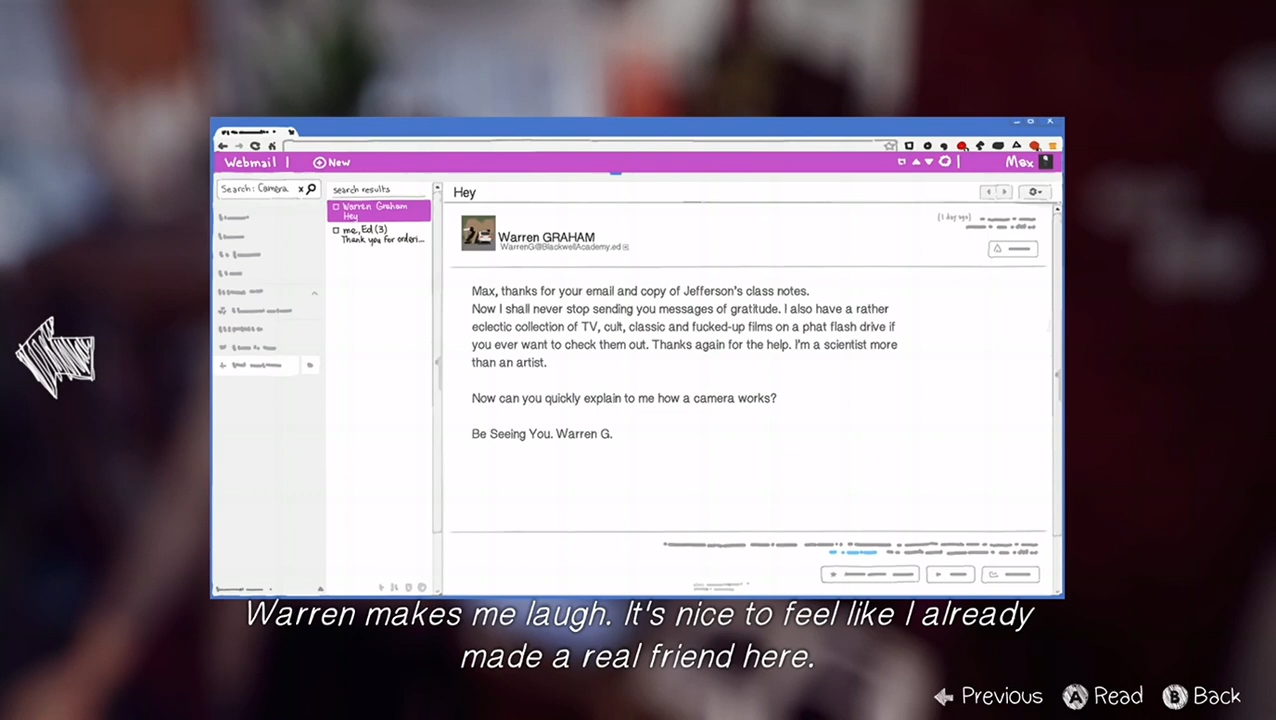 Webmail |
New
Max
Search: Camera
x
search results
Warren Graham
Hey
me, Ed (3)
Thank you for orderi...
Hey
(1 day ago)
Warren GRAHAM
WarrenG@BlackwellAcademy.ed
Max, thanks for your email and copy of Jefferson's class notes.
Now I shall never stop sending you messages of gratitude. I also have a rather
eclectic collection of TV, cult, classic and fucked-up films on a phat flash drive if
you ever want to check them out. Thanks again for the help. I'm a scientist more
than an artist.
Now can you quickly explain to me how a camera works?
Be Seeing You. Warren G.
Warren makes me laugh. It's nice to feel like I already
made a real friend here.
Previous
A Read
B Back